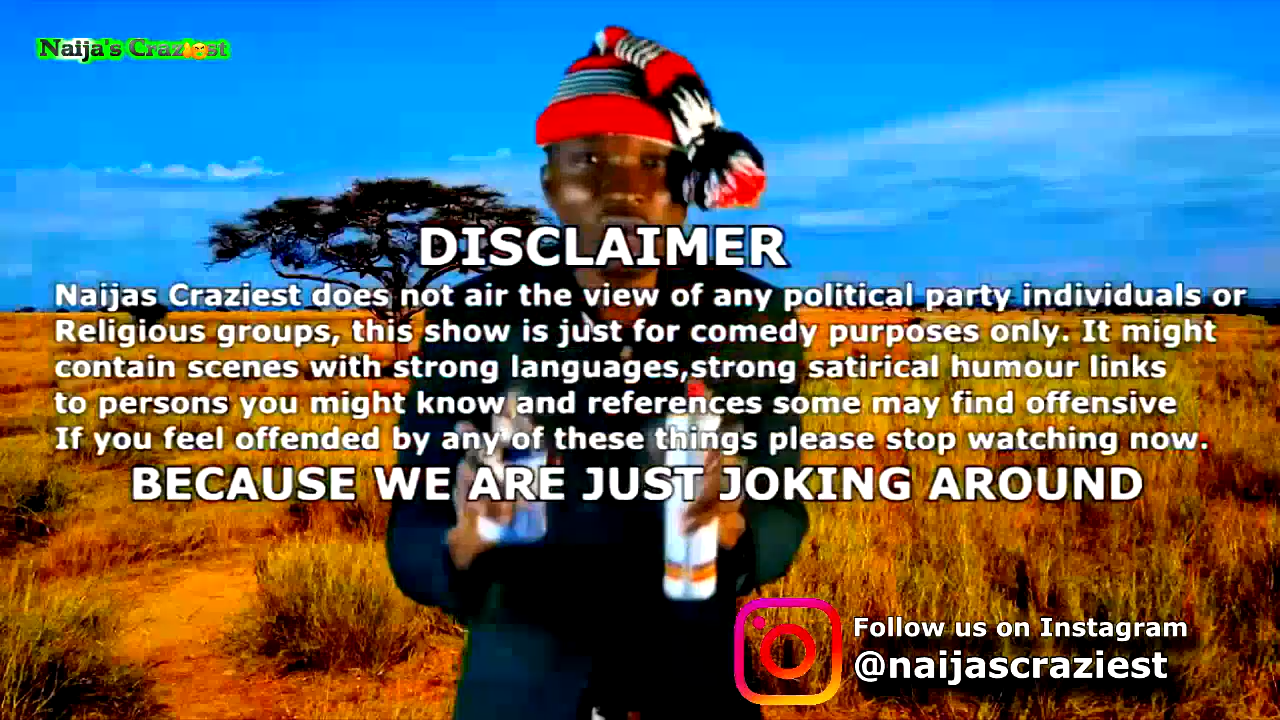 Naija's Craziest
DISCLAIMER
Naijas Craziest does not air the view of any political party individuals or
Religious groups, this show is just for comedy purposes only. It might
contain scenes with strong languages,strong satirical humour links
to persons you might know and references some may find offensive
If you feel offended by any of these things please stop watching now.
BECAUSE WE ARE JUST JOKING AROUND
Follow us on Instagram
@naijascraziest